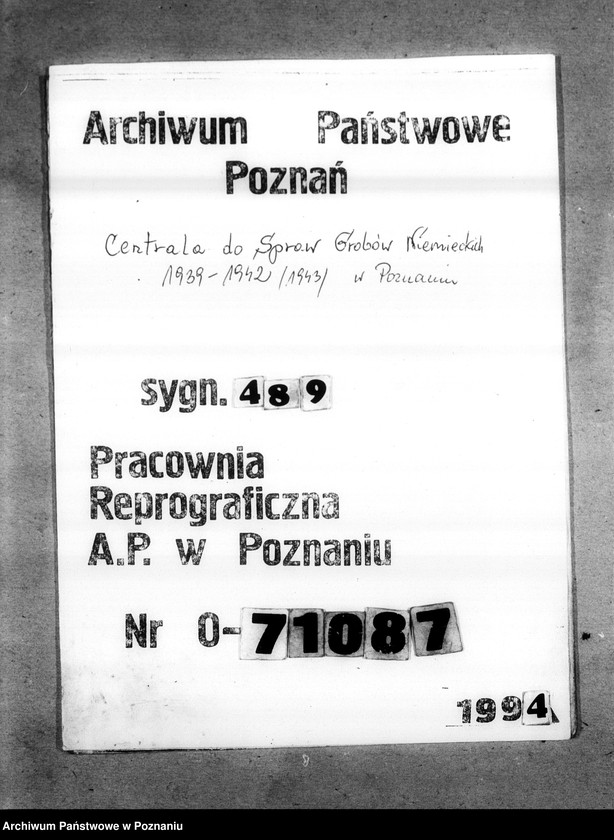 Archiwum Państwowe
Poznań
Centrala do Spraw Grobów Niemieckich
1939-1942 /1943/ w Poznaniu
sygn. 489
Pracownia
Reprograficzna
A.P. w Poznaniu
Nr O-71087
1994
Archiwum Państwowe w Poznaniu